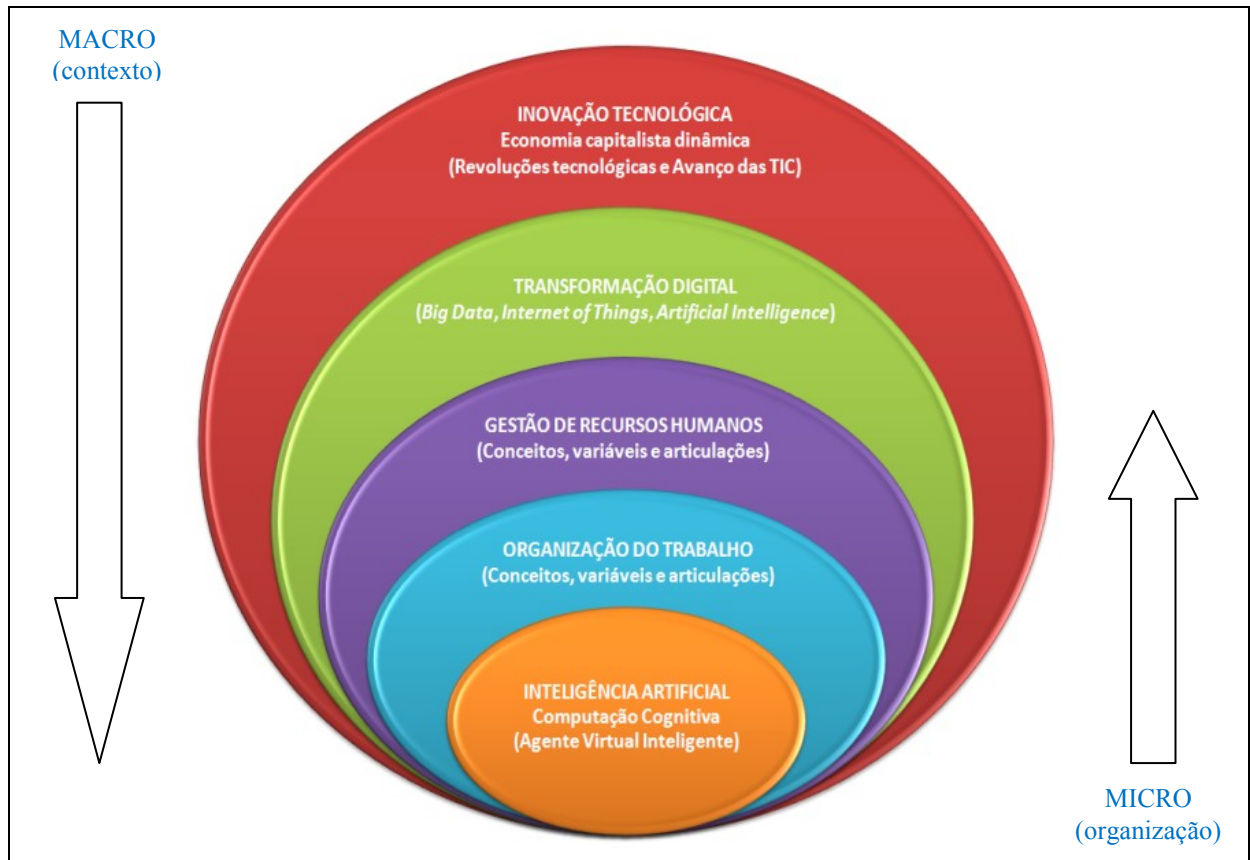 MACRO
(contexto)
INOVAÇÃO TECNOLÓGICA
Economia capitalista dinâmica
(Revoluções tecnológicas e Avanço das TIC)
TRANSFORMAÇÃO DIGITAL
(Big Data, Internet of Things, Artificial Intelligence)
GESTÃO DE RECURSOS HUMANOS
(Conceitos, variáveis e articulações)
ORGANIZAÇÃO DO TRABALHO
(Conceitos, variáveis e articulações)
INTELIGÊNCIA ARTIFICIAL
Computação Cognitiva
(Agente Virtual Inteligente)
MICRO
(organização)